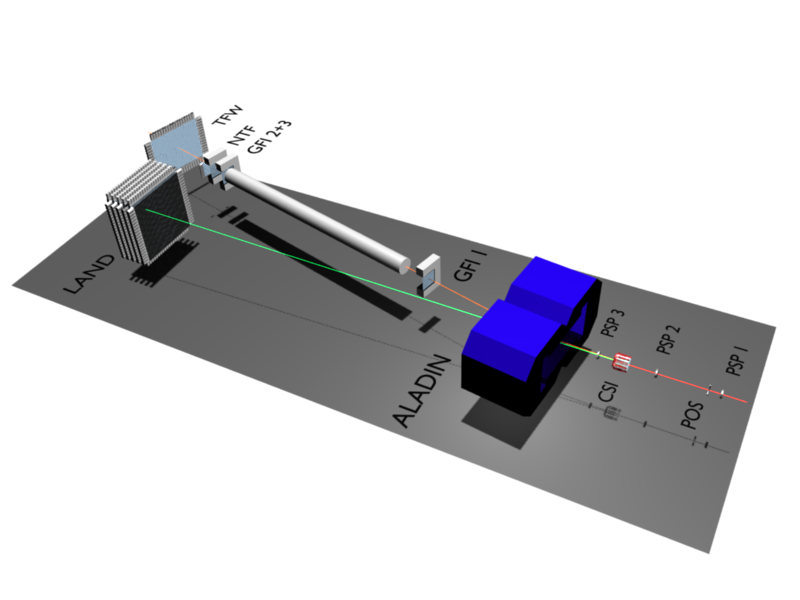 TFW
NTF
GFI 2+3
LAND
GFI 1
ALADIN
PSP 3
PSP 2
PSP 1
CSI
POS